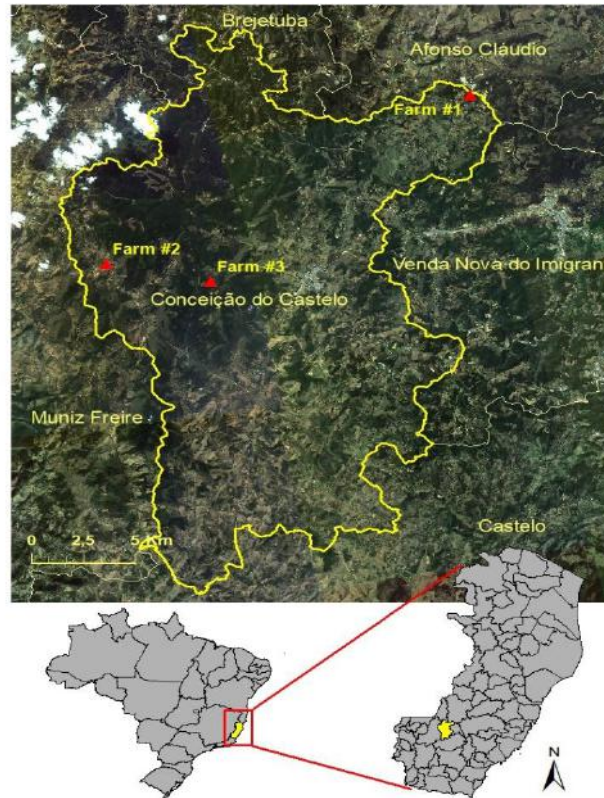 Brejetuba
Afonso Cláudio
Farm #1
Farm #2
Venda Nova do Imigran
Farm #3
Conceição do Castelo
Muniz Freire
Castelo
0 2,5 5 Km
N